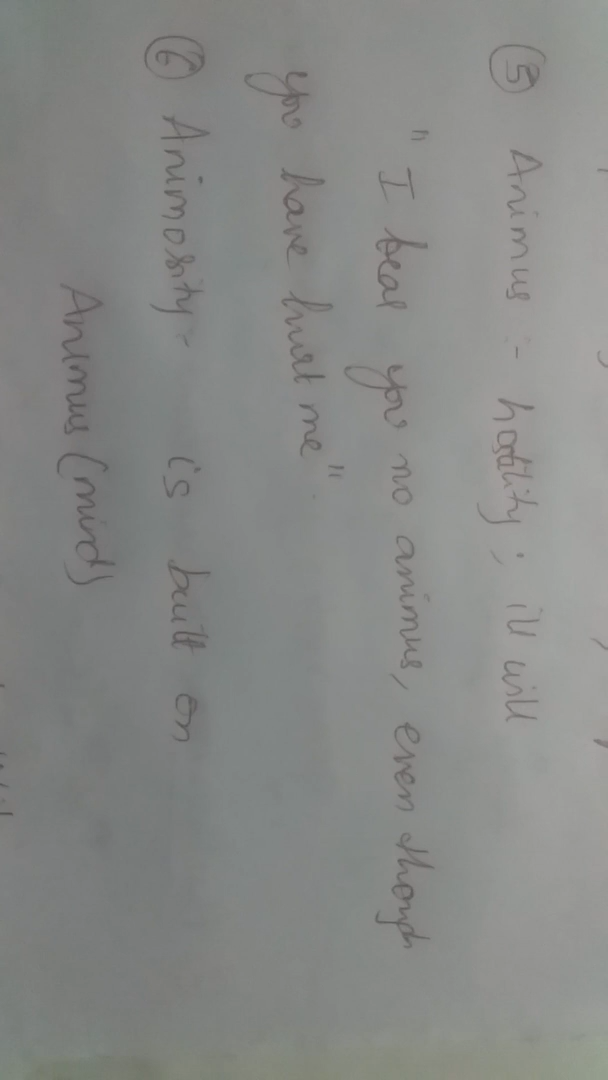 (5) Animus :- hostility ; ill will
" I bear you no animus, even though
you have hurt me".
(6) Animosity - is built on
Animus (mind)